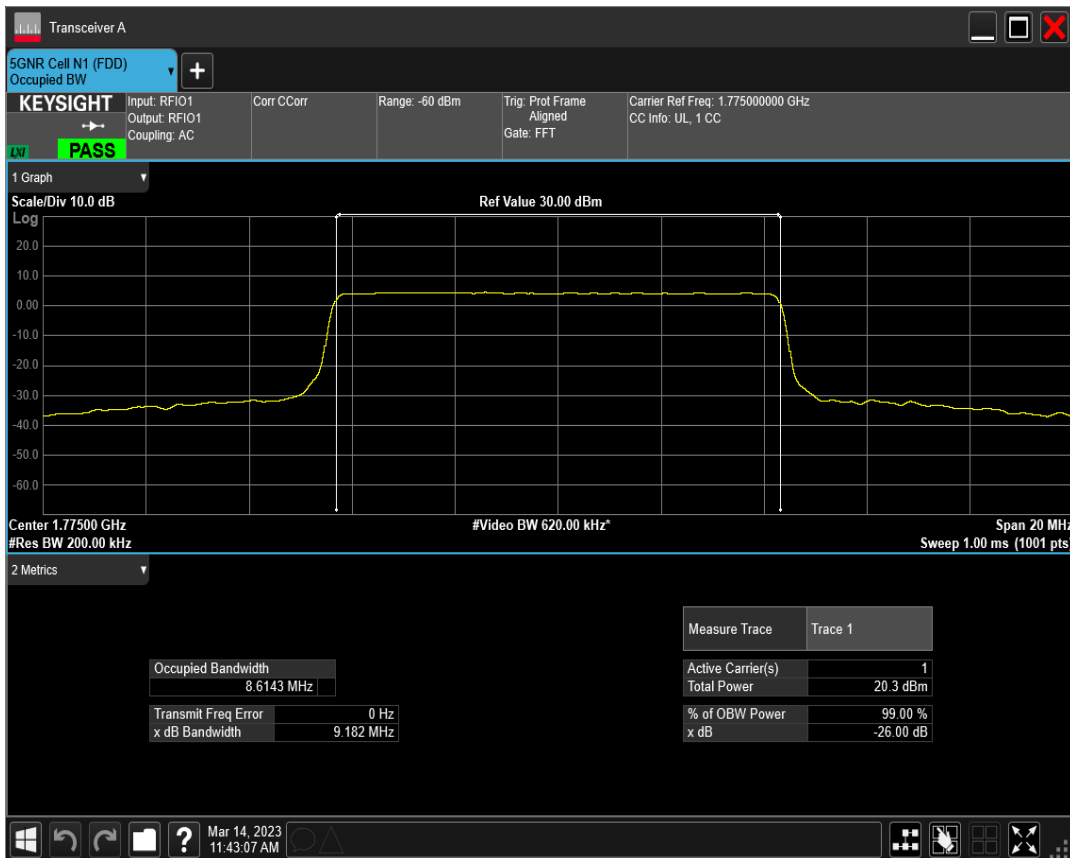 Transceiver A
5GNR Cell N1 (FDD)
Occupied BW
KEYSIGHT
LXI
PASS
Input: RFIO1
Output: RFIO1
Coupling: AC
Corr CCorr
Range: -60 dBm
Trig: Prot Frame
Aligned
Gate: FFT
Carrier Ref Freq: 1.775000000 GHz
CC Info: UL, 1 CC
1 Graph
Scale/Div 10.0 dB
Ref Value 30.00 dBm
Log
20.0
10.0
0.00
-10.0
-20.0
-30.0
-40.0
-50.0
-60.0
Center 1.77500 GHz
#Video BW 620.00 kHz*
Span 20 MHz
#Res BW 200.00 kHz
Sweep 1.00 ms (1001 pts)
2 Metrics
Measure Trace Trace 1
Occupied Bandwidth
8.6143 MHz
Active Carrier(s) 1
Total Power 20.3 dBm
Transmit Freq Error 0 Hz
x dB Bandwidth 9.182 MHz
% of OBW Power 99.00 %
x dB -26.00 dB
Mar 14, 2023
11:43:07 AM